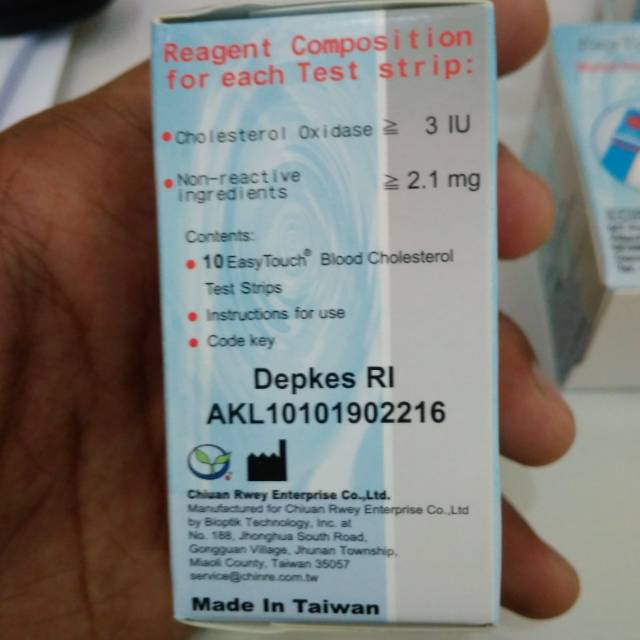 Reagent Composition
for each Test strip:
Cholesterol Oxidase ≧ 3 IU
Non-reactive
ingredients ≧ 2.1 mg
Contents:
10 EasyTouch® Blood Cholesterol
Test Strips
Instructions for use
Code key
Depkes RI
AKL10101902216
Chiuan Rwey Enterprise Co.,Ltd.
Manufactured for Chiuan Rwey Enterprise Co.,Ltd
by Bioptik Technology, Inc. at
No. 188, Jhonghua South Road,
Gongguan Village, Jhunan Township,
Miaoli County, Taiwan 35057
service@chinre.com.tw
Made In Taiwan